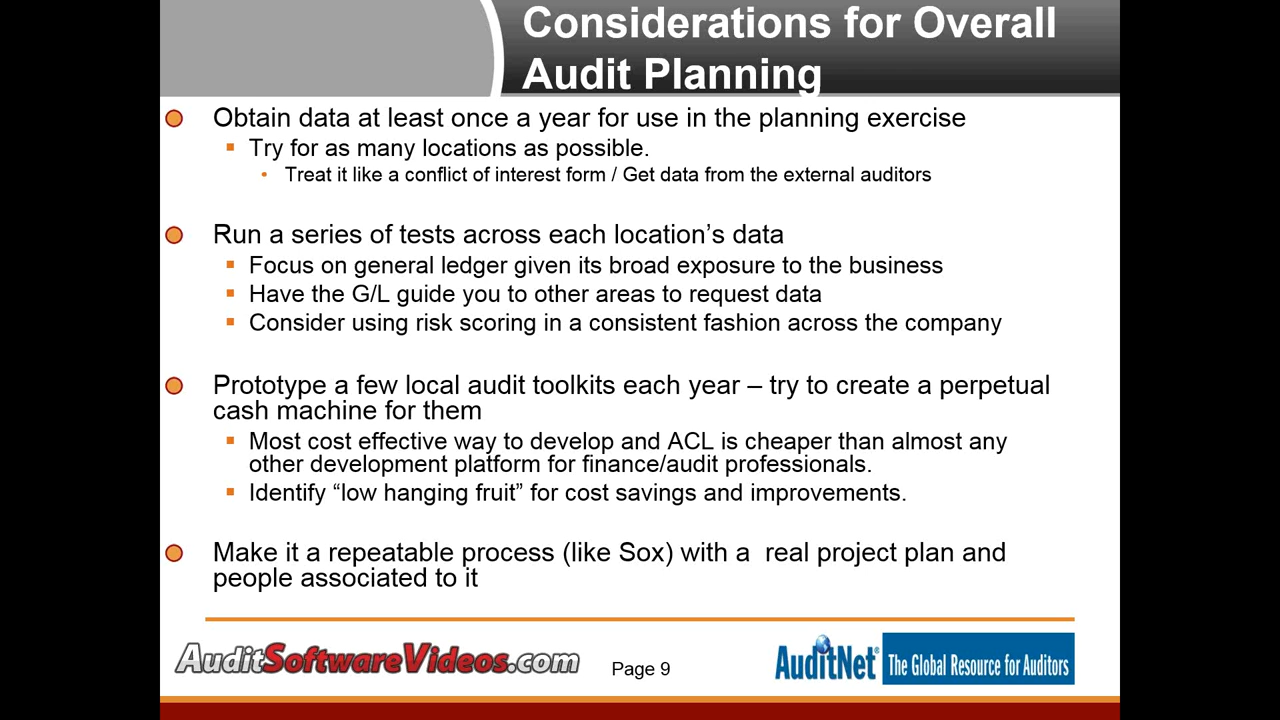 Considerations for Overall
Audit Planning
Obtain data at least once a year for use in the planning exercise
Try for as many locations as possible.
Treat it like a conflict of interest form / Get data from the external auditors
Run a series of tests across each location’s data
Focus on general ledger given its broad exposure to the business
Have the G/L guide you to other areas to request data
Consider using risk scoring in a consistent fashion across the company
Prototype a few local audit toolkits each year – try to create a perpetual
cash machine for them
Most cost effective way to develop and ACL is cheaper than almost any
other development platform for finance/audit professionals.
Identify “low hanging fruit” for cost savings and improvements.
Make it a repeatable process (like Sox) with a  real project plan and
people associated to it
AuditSoftwareVideos.com
Page 9
AuditNet® The Global Resource for Auditors